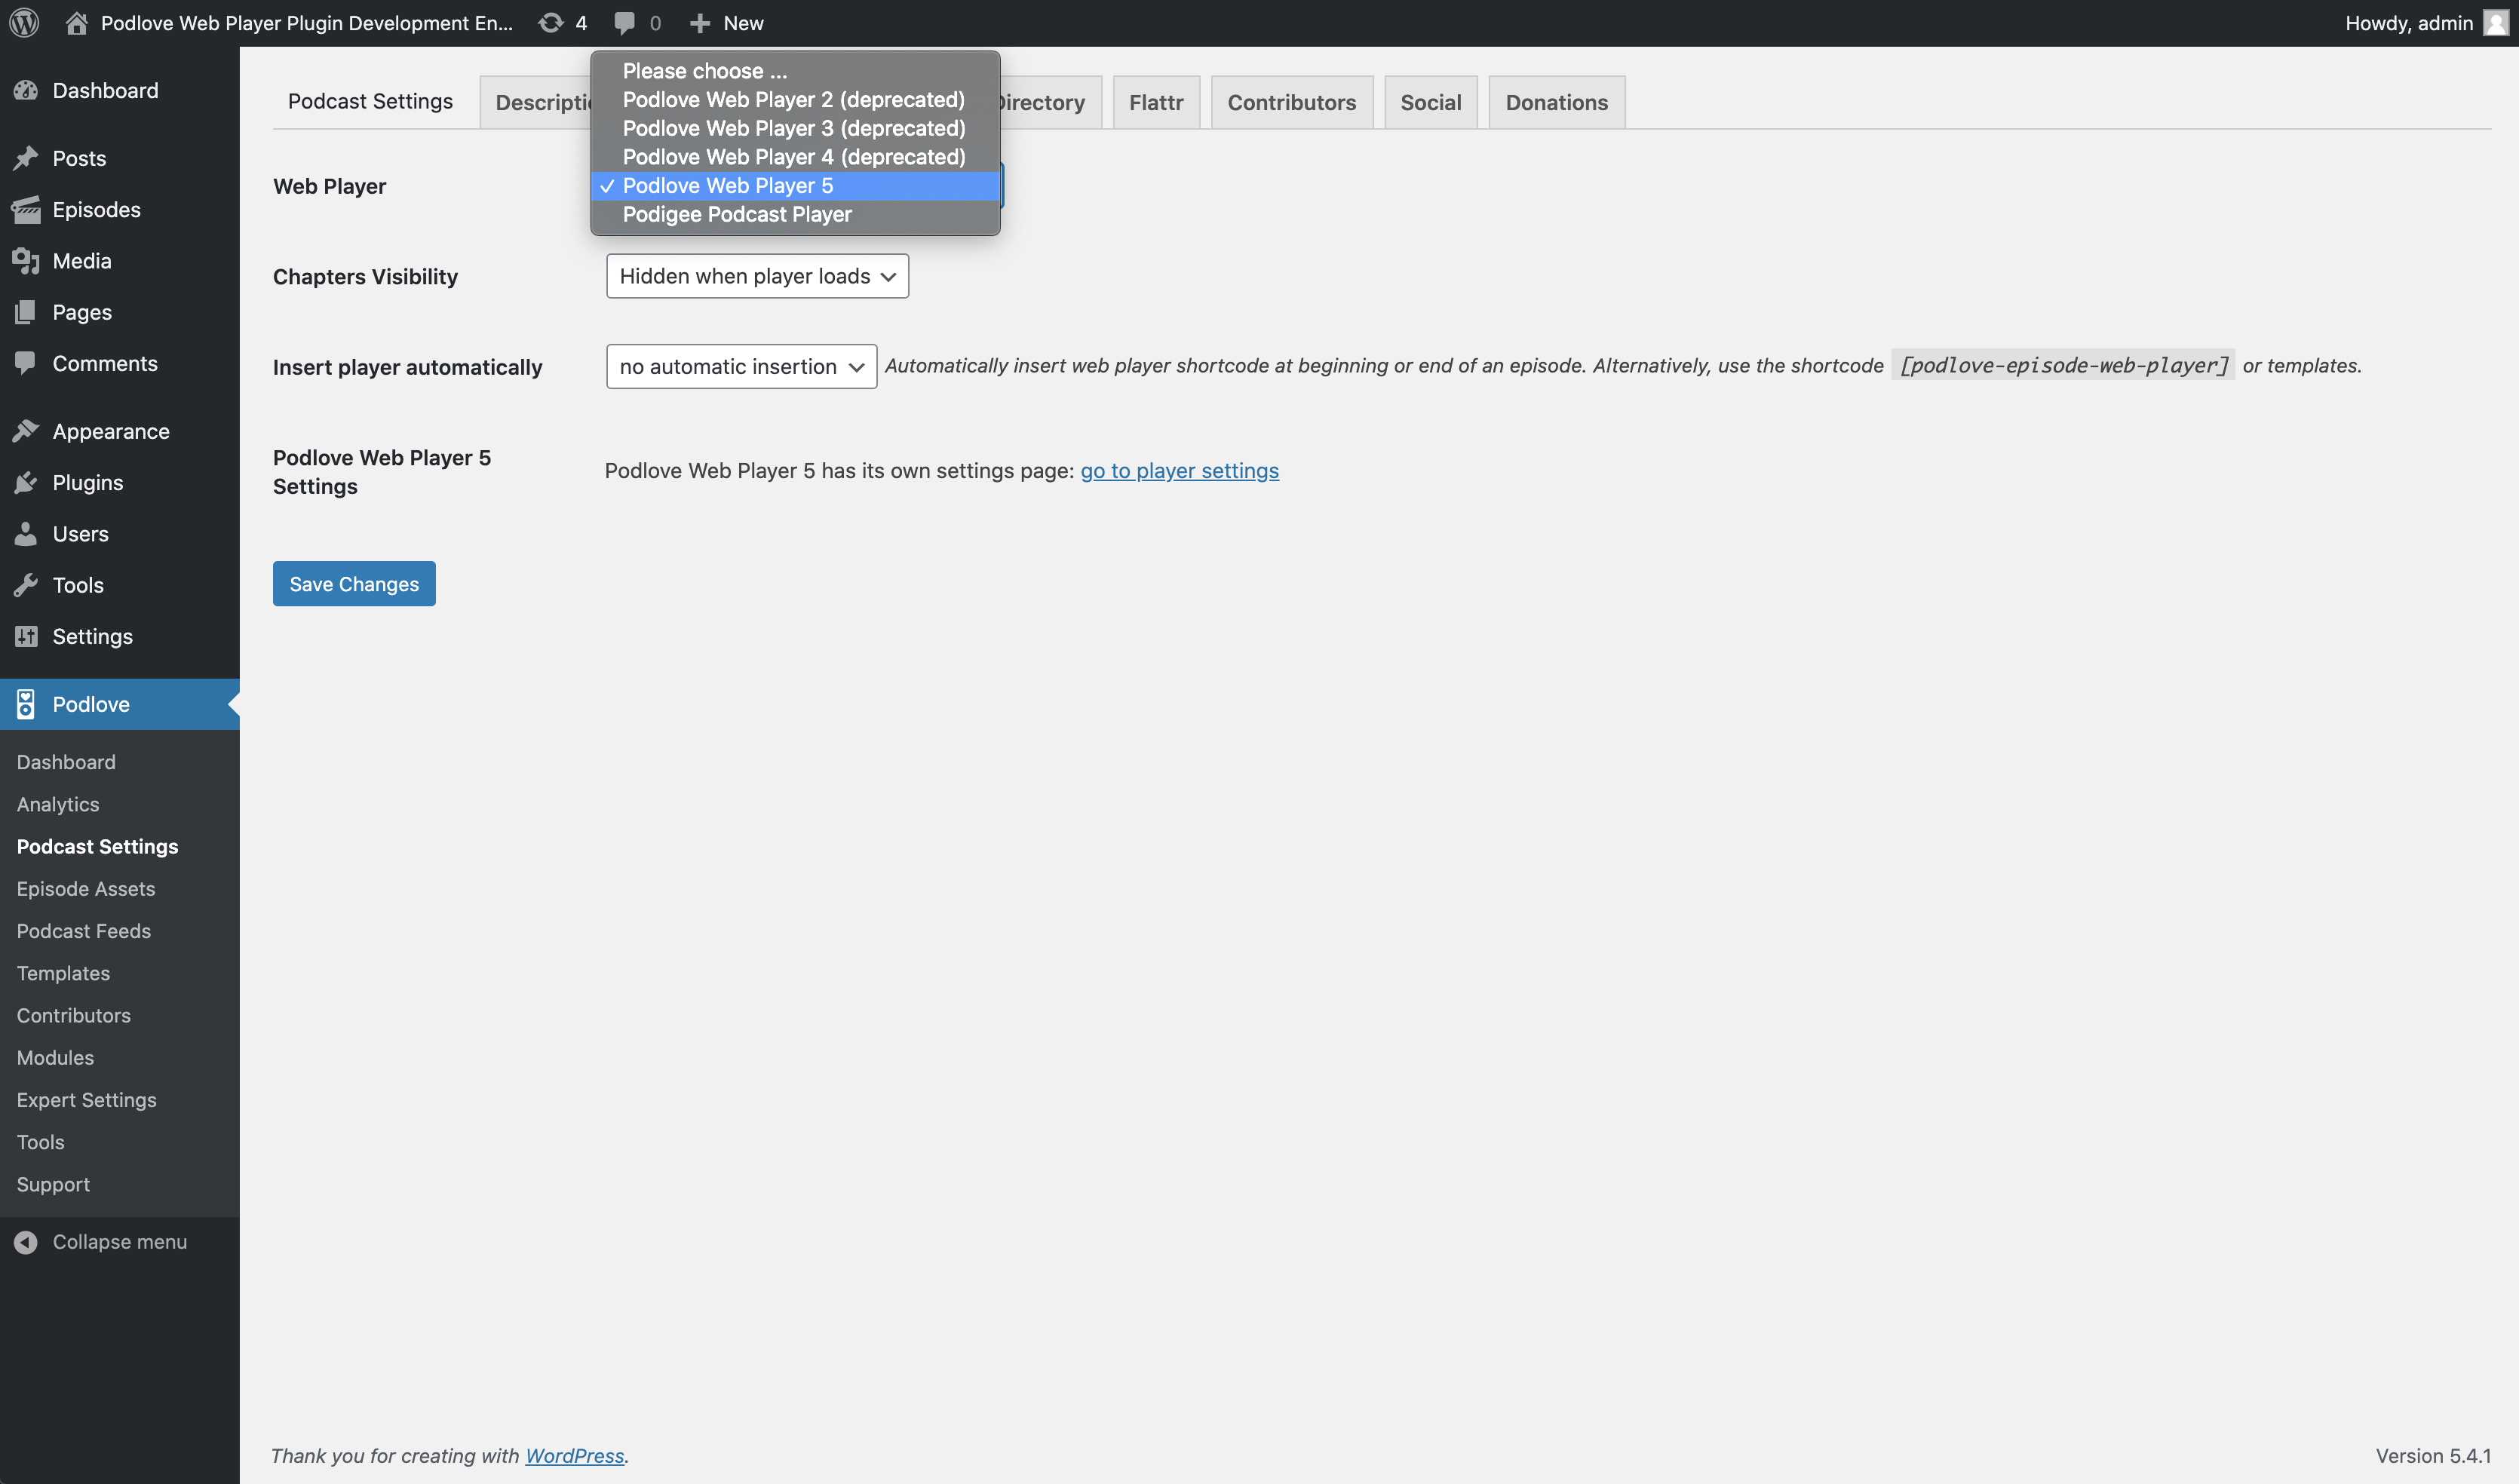 Podlove Web Player Plugin Development En...
4
0
New
Howdy, admin
Dashboard
Posts
Episodes
Media
Pages
Comments
Appearance
Plugins
Users
Tools
Settings
Podlove
Dashboard
Analytics
Podcast Settings
Episode Assets
Podcast Feeds
Templates
Contributors
Modules
Expert Settings
Tools
Support
Collapse menu
Podcast Settings
Flattr
Contributors
Social
Donations
Web Player
Please choose ...
Podlove Web Player 2 (deprecated)
Podlove Web Player 3 (deprecated)
Podlove Web Player 4 (deprecated)
✓ Podlove Web Player 5
Podigee Podcast Player
Chapters Visibility
Hidden when player loads
Insert player automatically
no automatic insertion
Automatically insert web player shortcode at beginning or end of an episode. Alternatively, use the shortcode [podlove-episode-web-player] or templates.
Podlove Web Player 5
Settings
Podlove Web Player 5 has its own settings page: go to player settings
Save Changes
Thank you for creating with WordPress.
Version 5.4.1